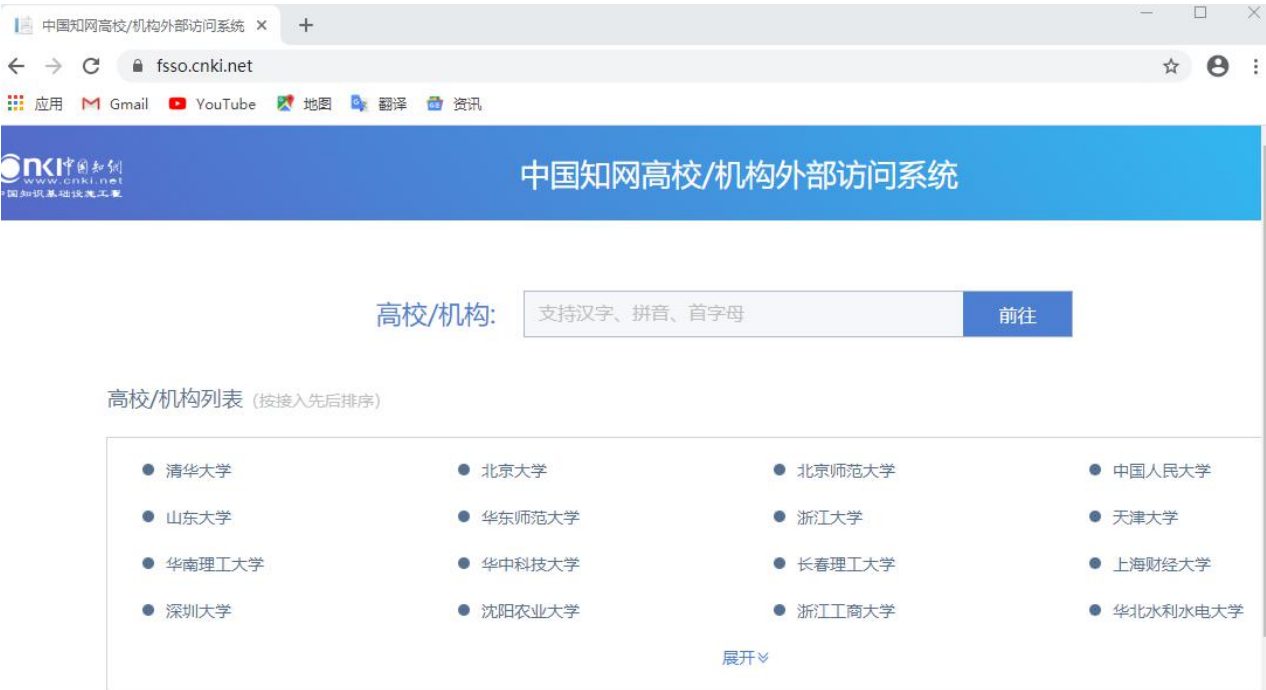 中国知网高校/机构外部访问系统
fsso.cnki.net
应用 Gmail YouTube 地图 翻译 资讯
cnki中国知网
www.cnki.net
中国知识基础设施工程
中国知网高校/机构外部访问系统
高校/机构: 支持汉字、拼音、首字母 前往
高校/机构列表 (按接入先后排序)
清华大学 北京大学 北京师范大学 中国人民大学
山东大学 华东师范大学 浙江大学 天津大学
华南理工大学 华中科技大学 长春理工大学 上海财经大学
深圳大学 沈阳农业大学 浙江工商大学 华北水利水电大学
展开